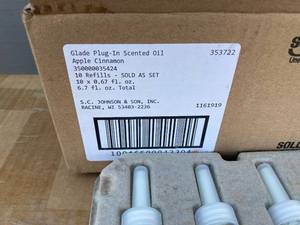 Glade Plug-In Scented Oil 353722
Apple Cinnamon
350000035424
10 Refills - SOLD AS SET
10 x 0.67 fl. oz.
6.7 fl. oz. Total
S.C. JOHNSON & SON, INC.
RACINE, WI 53403-2236 1161919
SOLD